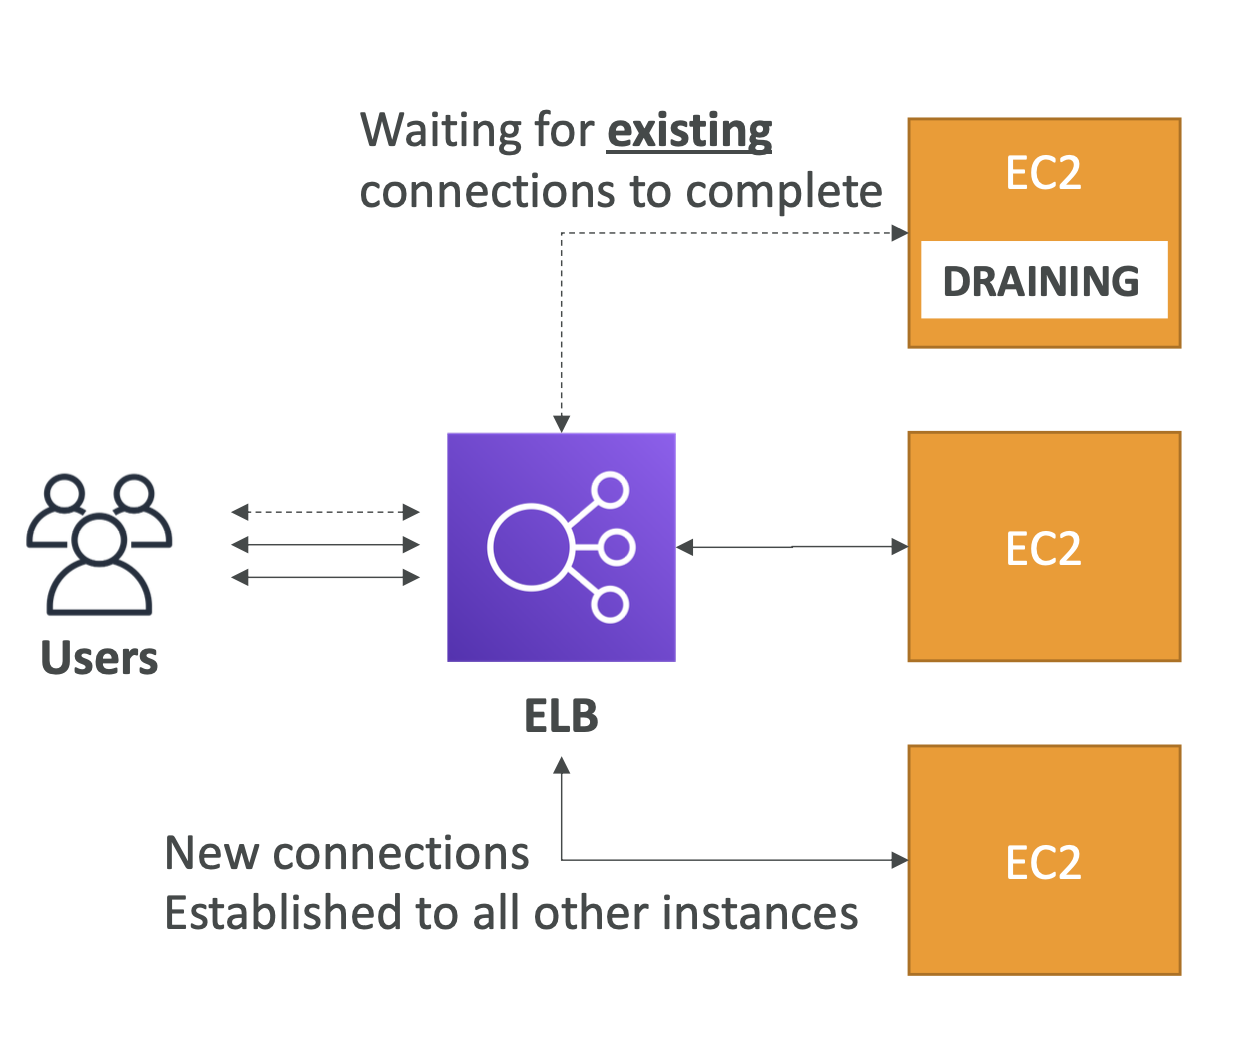 Waiting for existing
connections to complete
EC2
DRAINING
EC2
Users
ELB
New connections
Established to all other instances
EC2